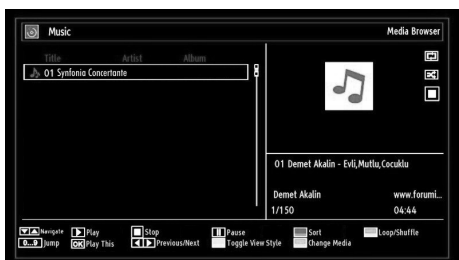 Music
Media Browser
Title Artist Album
01 Synfonia Concertante
01 Demet Akalin - Evli,Mutlu,Cocuklu
Demet Akalin www.forumi...
1/150 04:44
Navigate Play Stop Pause Sort Loop/Shuffle
0...9 Jump OK Play This Previous/Next Toggle View Style Change Media